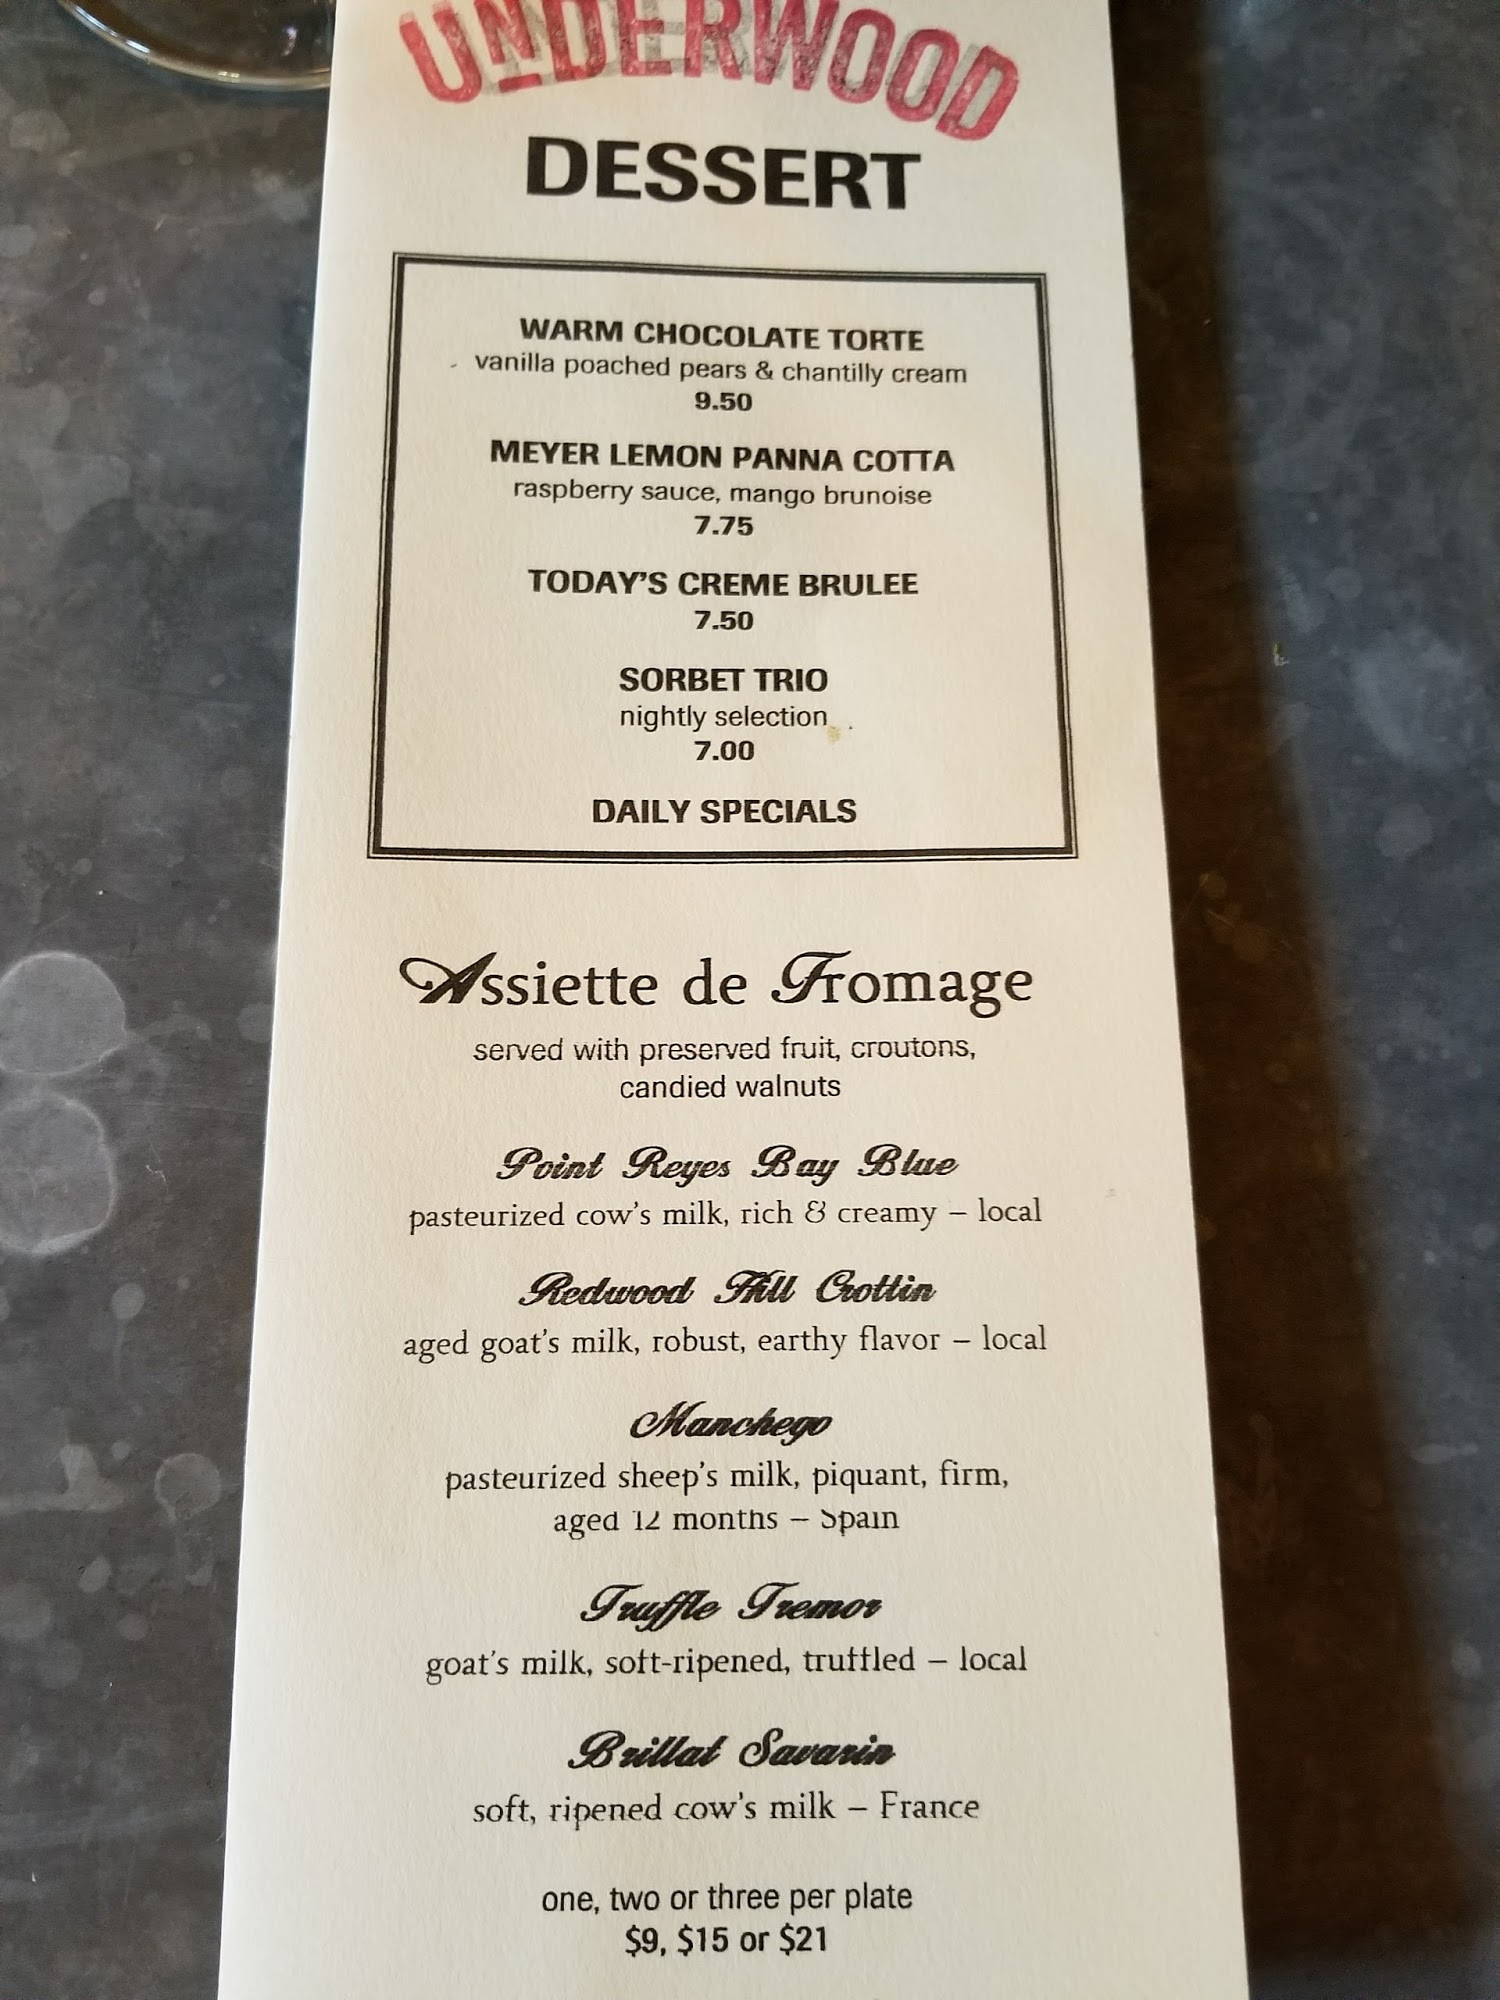 UNDERWOOD
DESSERT
WARM CHOCOLATE TORTE
vanilla poached pears & chantilly cream
9.50
MEYER LEMON PANNA COTTA
raspberry sauce, mango brunoise
7.75
TODAY'S CREME BRULEE
7.50
SORBET TRIO
nightly selection
7.00
DAILY SPECIALS
Assiette de Fromage
served with preserved fruit, croutons,
candied walnuts
Point Reyes Bay Blue
pasteurized cow's milk, rich & creamy – local
Redwood Hill Crottin
aged goat's milk, robust, earthy flavor – local
Manchego
pasteurized sheep's milk, piquant, firm,
aged 12 months – Spain
Truffle Tremor
goat's milk, soft-ripened, truffled – local
Brillat Savarin
soft, ripened cow's milk – France
one, two or three per plate
$9, $15 or $21